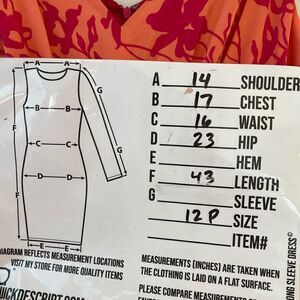 A
A 14 SHOULDER
B 17 CHEST
C 16 WAIST
D 23 HIP
E HEM
F 43 LENGTH
G SLEEVE
12P SIZE
ITEM#
B
C
D
E
F
G
DIAGRAM REFLECTS MEASUREMENT LOCATIONS
VISIT MY STORE FOR MORE QUALITY ITEMS
MEASUREMENTS (INCHES) ARE TAKEN WHEN
THE CLOTHING IS LAID ON A FLAT SURFACE.
PLEASE COMPARE MEASUREMENTS
SLEEVE DRESS©